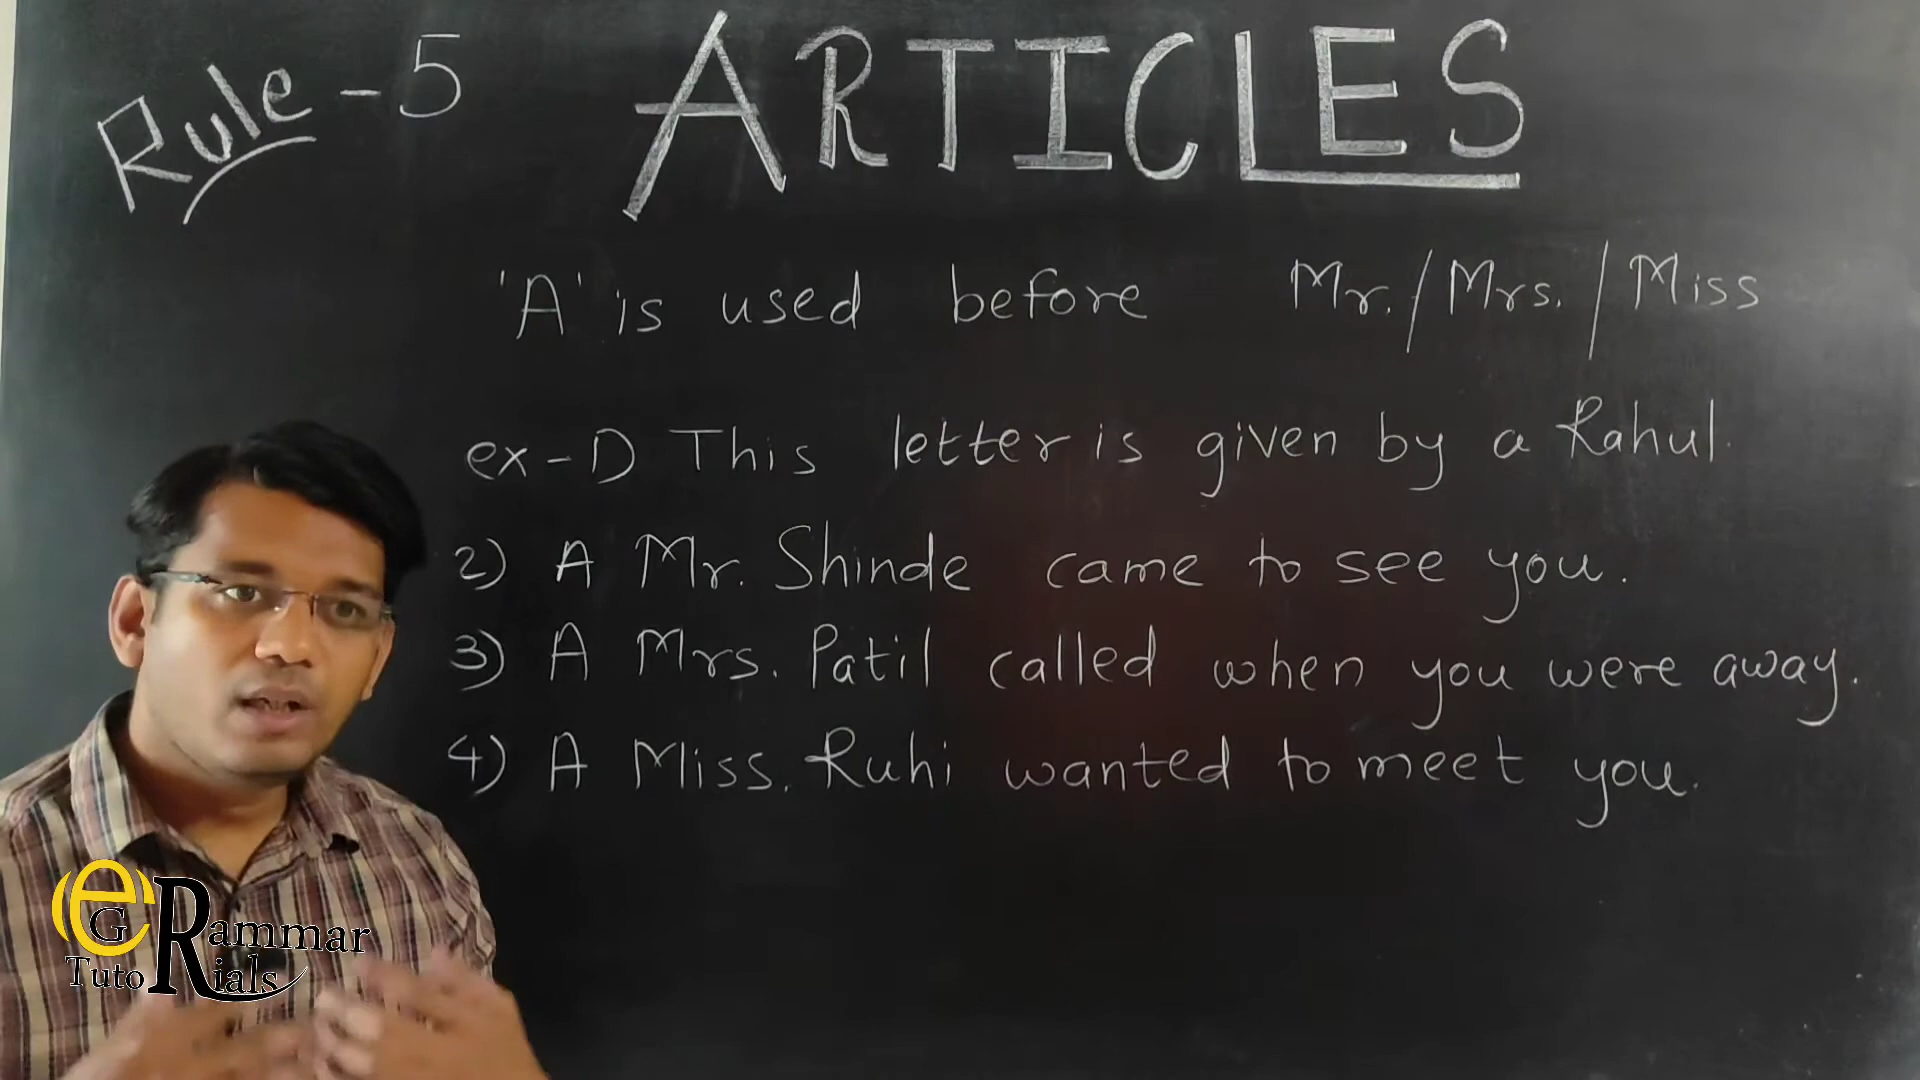 Rule - 5
ARTICLES
'A' is used before Mr. / Mrs. / Miss
ex - 1) This letter is given by a Rahul.
2) A Mr. Shinde came to see you.
3) A Mrs. Patil called when you were away.
4) A Miss. Ruhi wanted to meet you.
eG Rammar
TutoRials